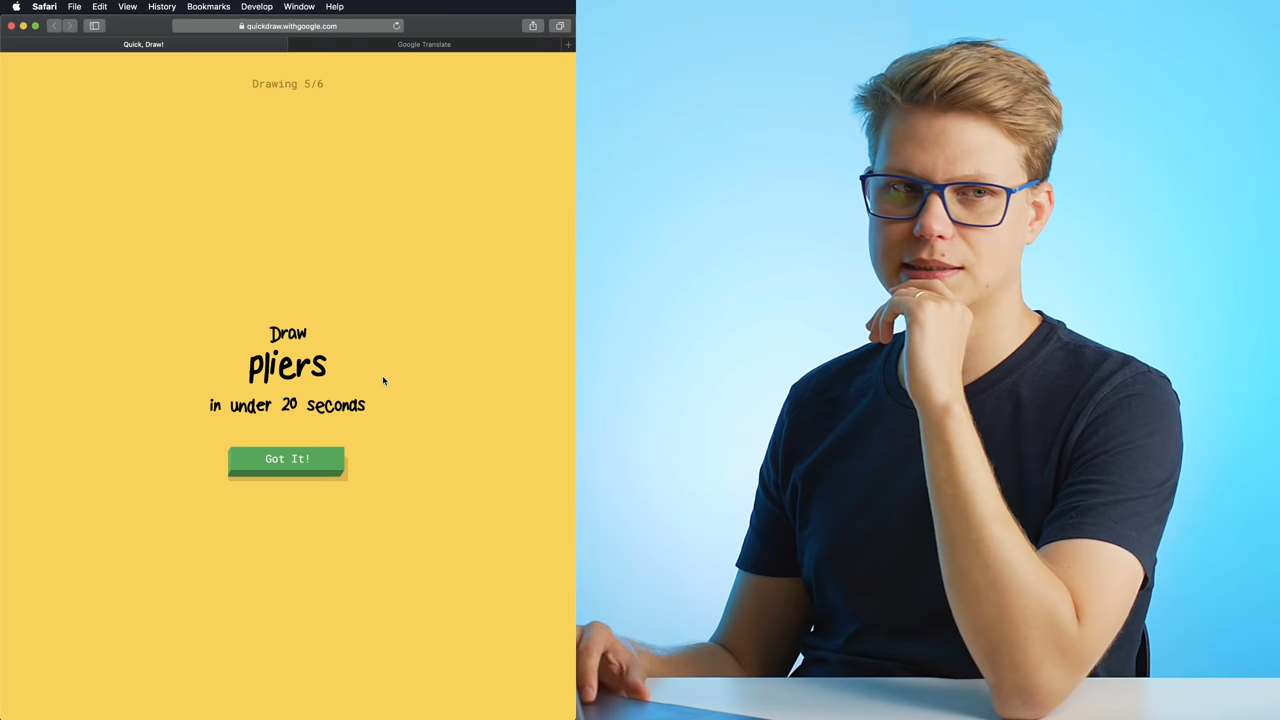 Safari File Edit View History Bookmarks Develop Window Help
quickdraw.withgoogle.com
Quick, Draw! Google Translate
Drawing 5/6
Draw
pliers
in under 20 seconds
Got It!